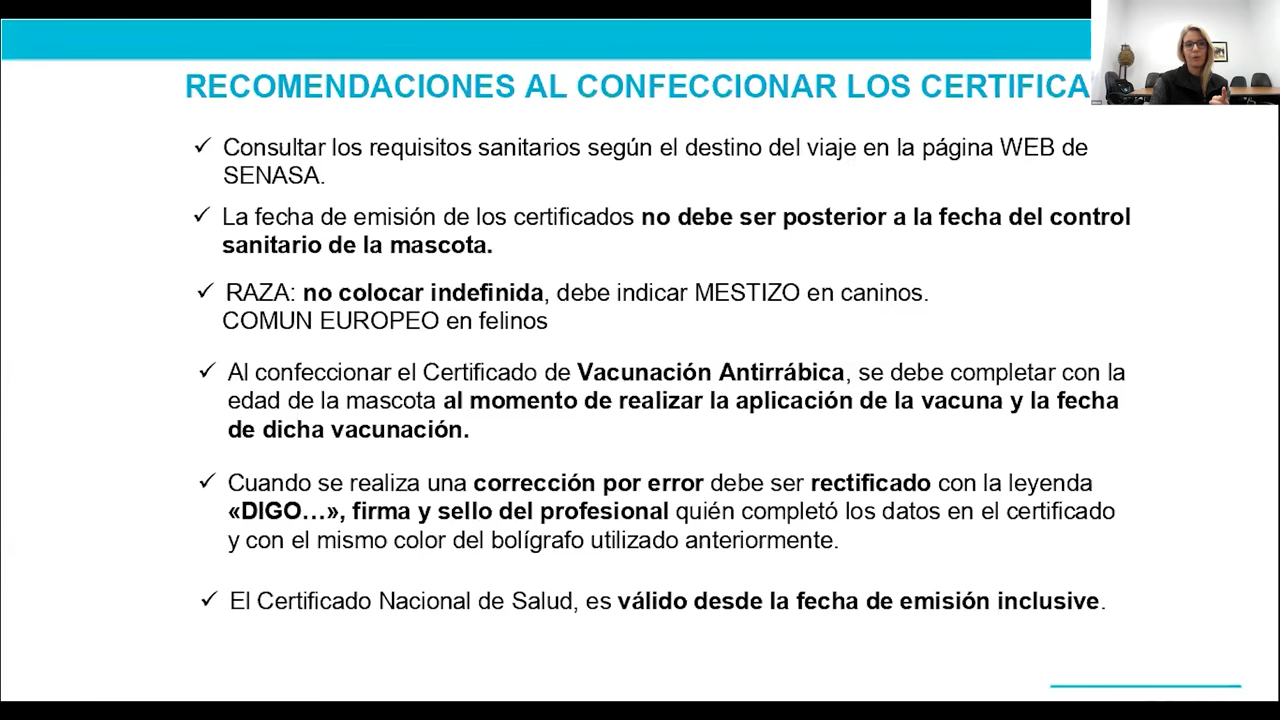 RECOMENDACIONES AL CONFECCIONAR LOS CERTIFICA
✓ Consultar los requisitos sanitarios según el destino del viaje en la página WEB de
SENASA.
✓ La fecha de emisión de los certificados no debe ser posterior a la fecha del control
sanitario de la mascota.
✓ RAZA: no colocar indefinida, debe indicar MESTIZO en caninos.
COMUN EUROPEO en felinos
✓ Al confeccionar el Certificado de Vacunación Antirrábica, se debe completar con la
edad de la mascota al momento de realizar la aplicación de la vacuna y la fecha
de dicha vacunación.
✓ Cuando se realiza una corrección por error debe ser rectificado con la leyenda
«DIGO…», firma y sello del profesional quién completó los datos en el certificado
y con el mismo color del bolígrafo utilizado anteriormente.
✓ El Certificado Nacional de Salud, es válido desde la fecha de emisión inclusive.